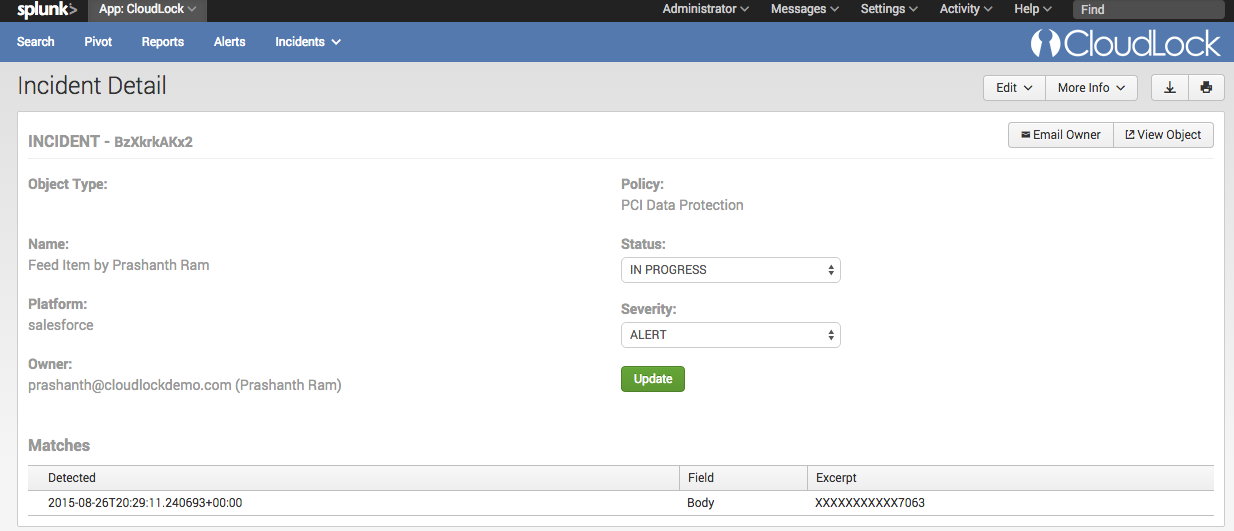 splunk> App: CloudLock Administrator Messages Settings Activity Help Find
Search Pivot Reports Alerts Incidents CLOUDLOCK
Incident Detail Edit More Info
INCIDENT - BzXkrkAKx2 Email Owner View Object
Object Type: Policy:
PCI Data Protection
Name: Status:
Feed Item by Prashanth Ram IN PROGRESS
Platform: Severity:
salesforce ALERT
Owner: Update
prashanth@cloudlockdemo.com (Prashanth Ram)
Matches
Detected Field Excerpt
2015-08-26T20:29:11.240693+00:00 Body XXXXXXXXXXX7063